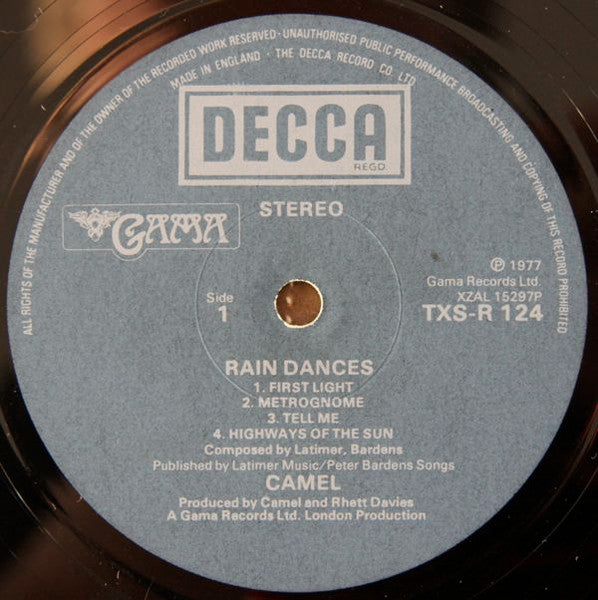 ALL RIGHTS OF THE MANUFACTURER AND OF THE OWNER OF THE RECORDED WORK RESERVED · UNAUTHORISED PUBLIC PERFORMANCE BROADCASTING AND COPYING OF THIS RECORD PROHIBITED
MADE IN ENGLAND · THE DECCA RECORD CO. LTD.
DECCA
REGD.
STEREO
GAMA
℗ 1977
Gama Records Ltd.
XZAL 15297P
TXS-R 124
Side
1
RAIN DANCES
1. FIRST LIGHT
2. METROGNOME
3. TELL ME
4. HIGHWAYS OF THE SUN
Composed by Latimer, Bardens
Published by Latimer Music/Peter Bardens Songs
CAMEL
Produced by Camel and Rhett Davies
A Gama Records Ltd. London Production